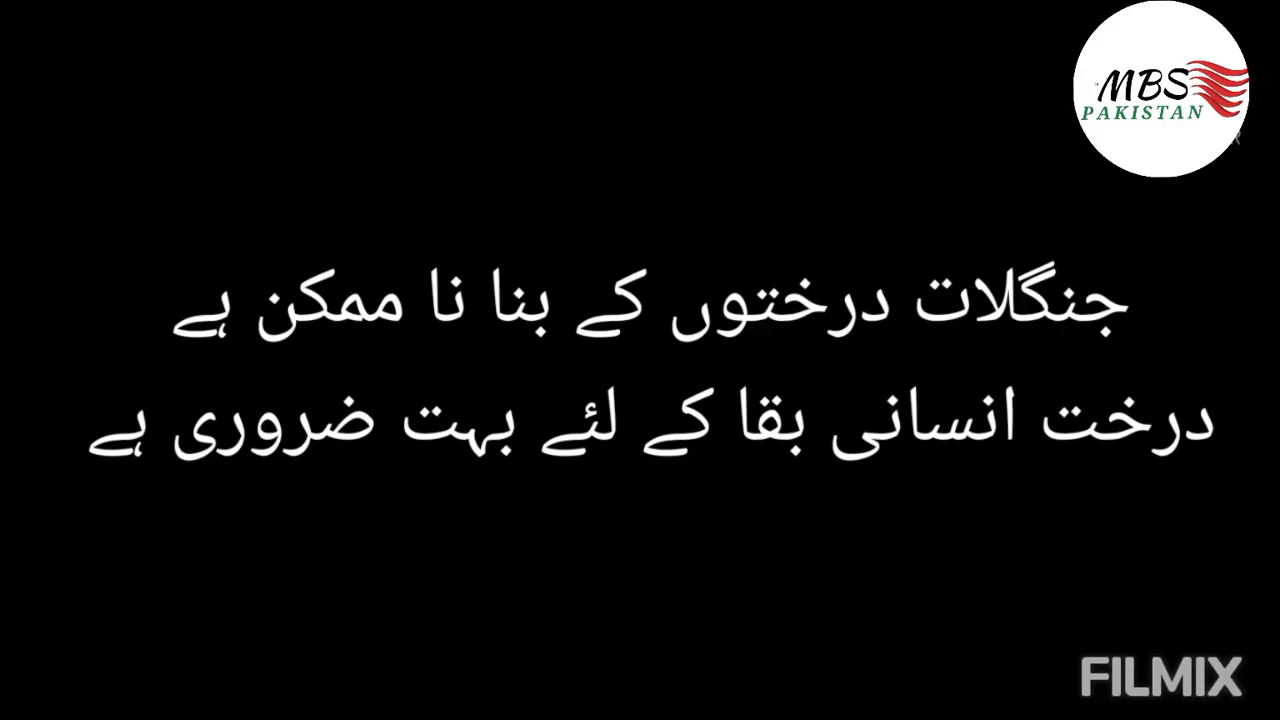 MBS
PAKISTAN
جنگلات درختوں کے بنا نا ممکن ہے
درخت انسانی بقا کے لئے بہت ضروری ہے
FILMIX